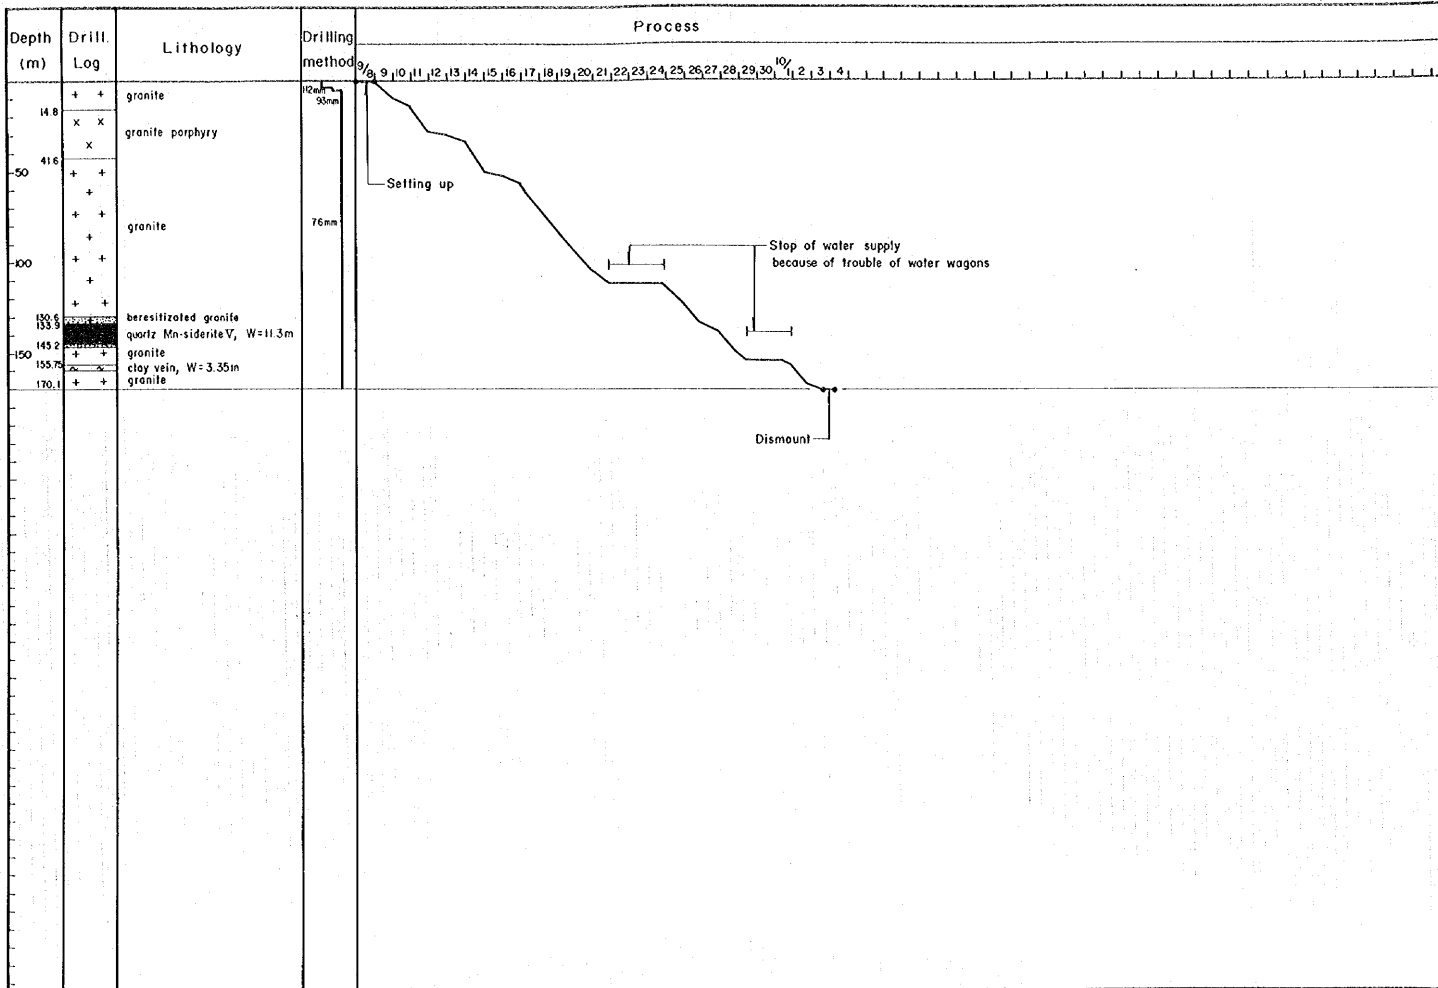 Process
Depth
(m)
Drill.
Log
Lithology
Drilling
method
9/8 9 10 11 12 13 14 15 16 17 18 19 20 21 22 23 24 25 26 27 28 29 30 10/1 2 3 4
112mm
93mm
76mm
granite
14.8
granite porphyry
41.6
50
granite
100
130.6
beresitizated granite
133.9
quartz Mn-siderite V, W=11.3m
145.2
150
granite
155.75
clay vein, W=3.35m
170.1
granite
Setting up
Stop of water supply
because of trouble of water wagons
Dismount